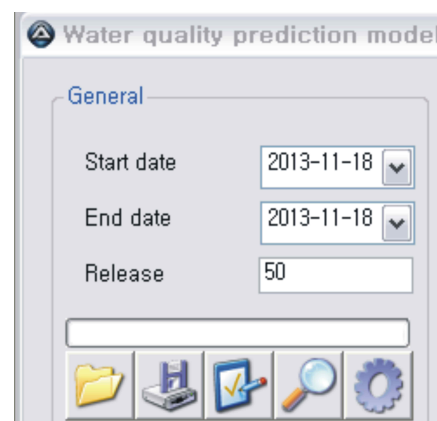 Water quality prediction model
General
Start date 2013-11-18
End date 2013-11-18
Release 50